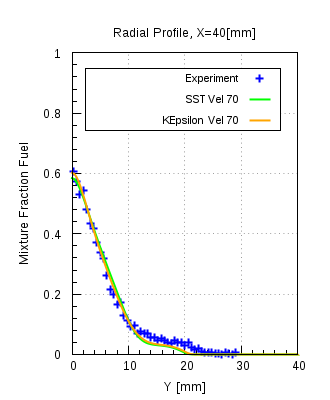 Radial Profile, X=40[mm]
Experiment
SST Vel 70
KEpsilon Vel 70
Mixture Fraction Fuel
1
0.8
0.6
0.4
0.2
0
0 10 20 30 40
Y [mm]